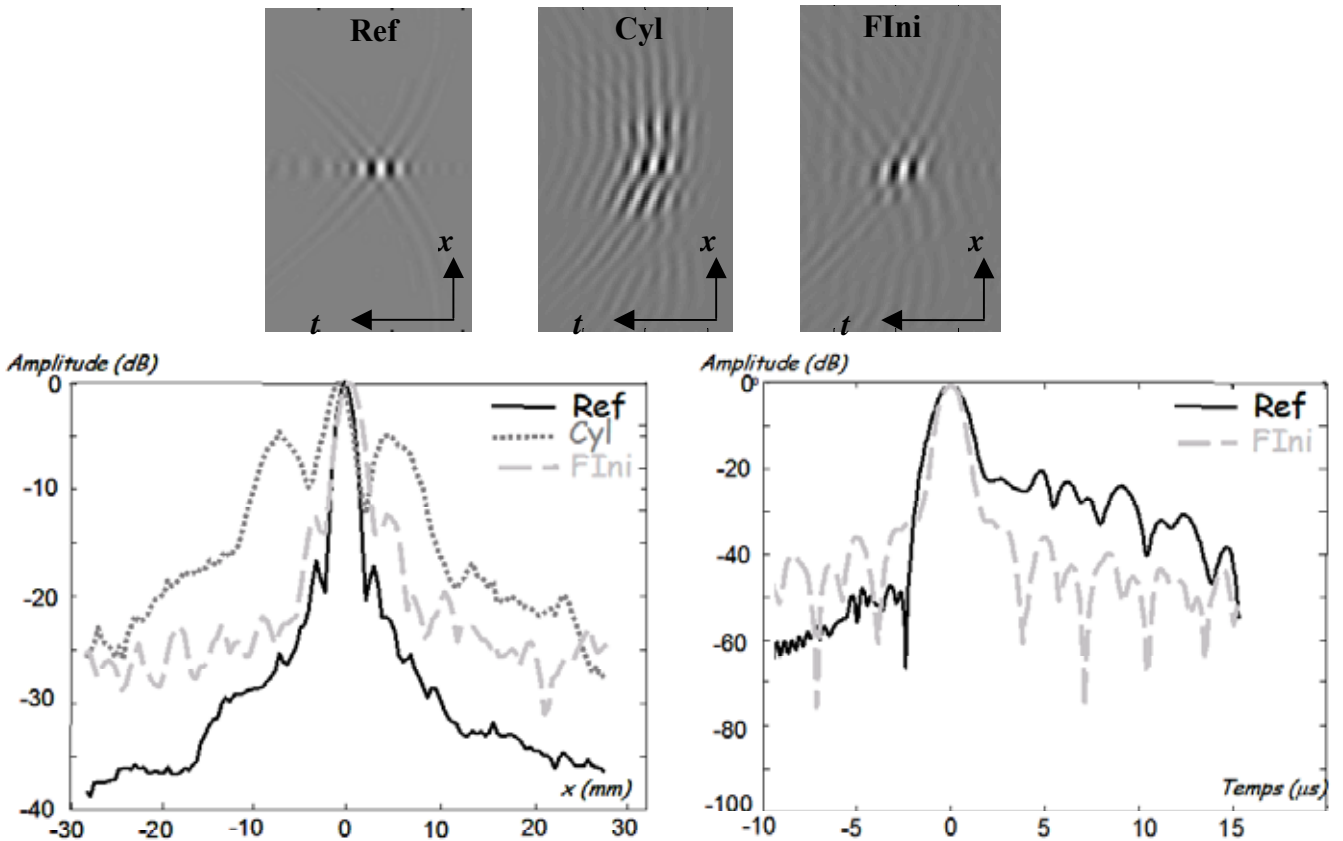 Ref
Cyl
FIni
x
x
x
t
t
t
Amplitude (dB)
Amplitude (dB)
0
0
Ref
Ref
Cyl
FIni
FIni
-10
-20
-20
-40
-60
-30
-80
x (mm)
Temps (µs)
-40
-100
-30
-20
-10
0
10
20
30
-10
-5
0
5
10
15